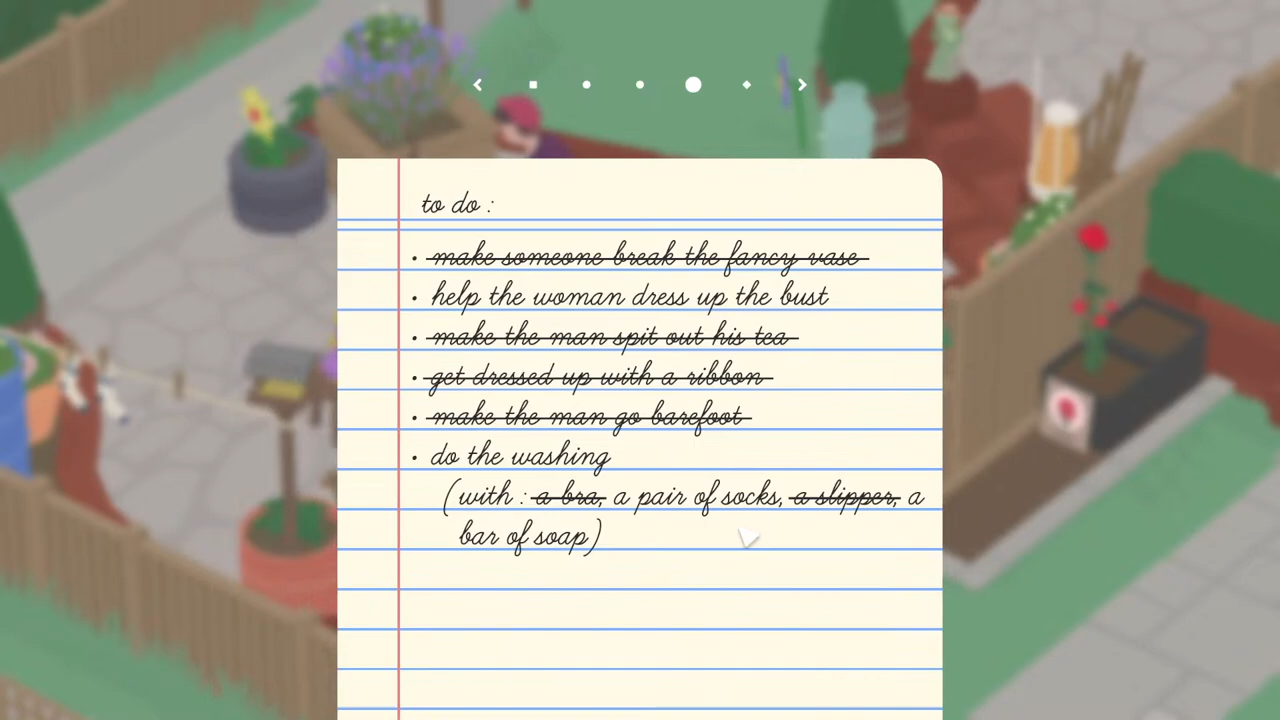 to do :
• make someone break the fancy vase
• help the woman dress up the bust
• make the man spit out his tea
• get dressed up with a ribbon
• make the man go barefoot
• do the washing
(with : a bra, a pair of socks, a slipper, a
bar of soap)